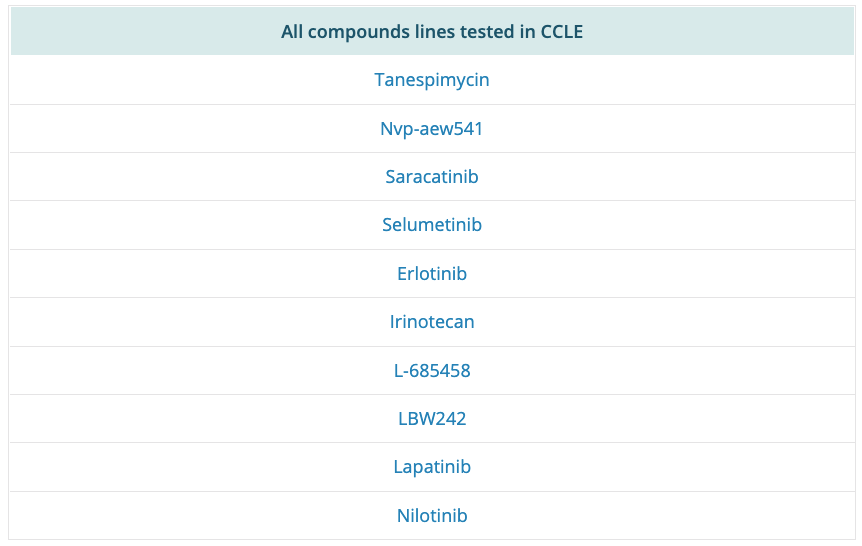 All compounds lines tested in CCLE
Tanespimycin
Nvp-aew541
Saracatinib
Selumetinib
Erlotinib
Irinotecan
L-685458
LBW242
Lapatinib
Nilotinib